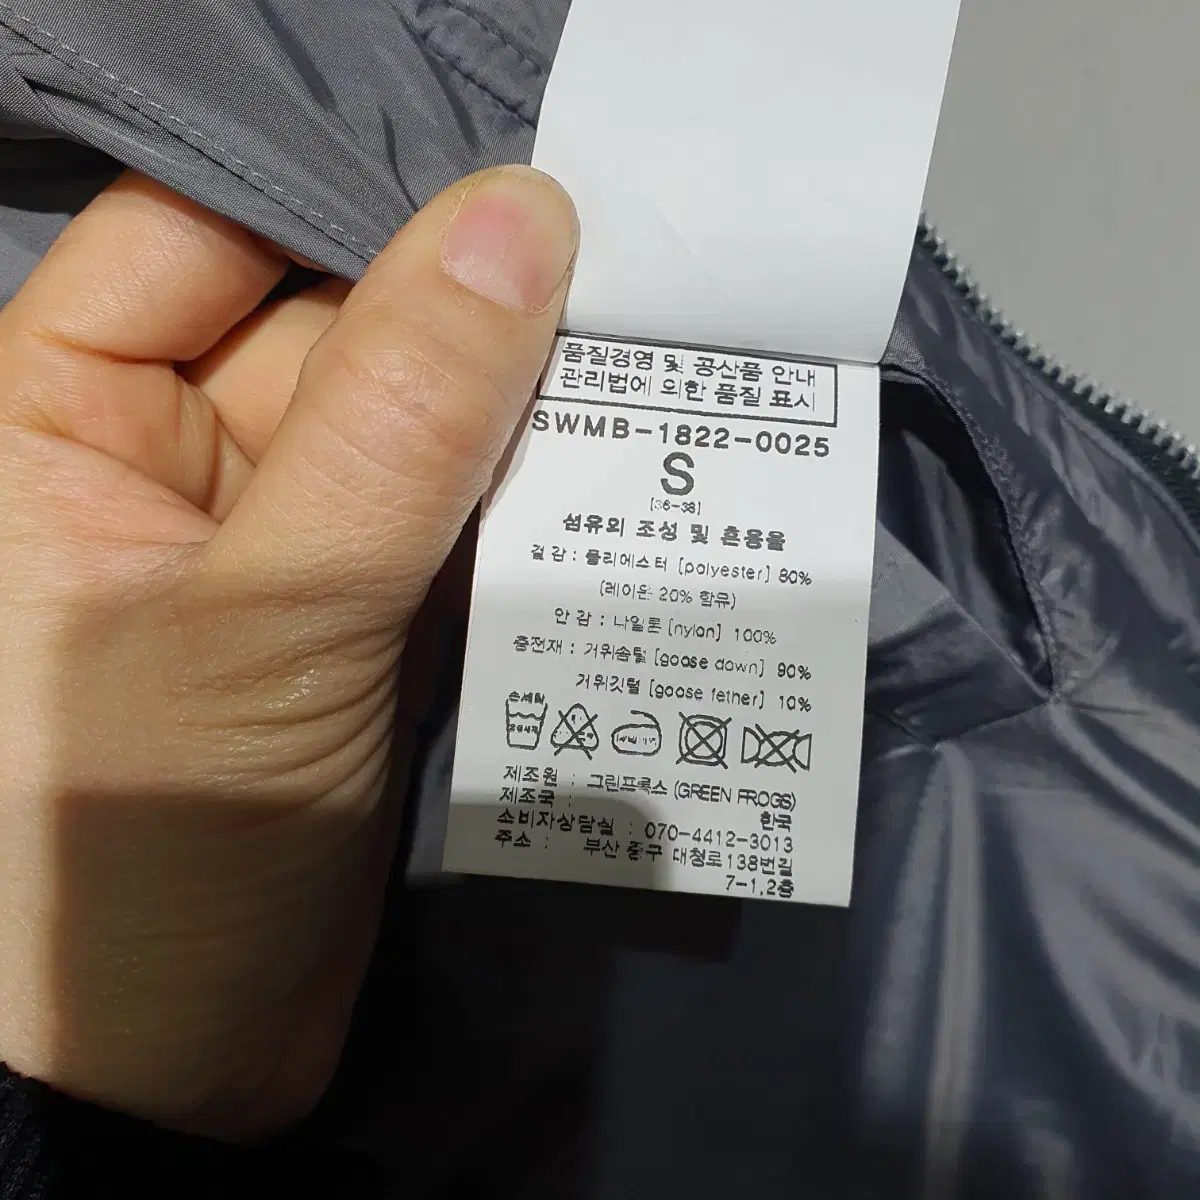 품질경영 및 공산품 안내
관리법에 의한 품질 표시
SWMB-1822-0025
S
[36-38]
섬유의 조성 및 혼용율
겉감 : 폴리에스터 [polyester] 80%
(레이온 20% 함유)
안감 : 나일론 [nylon] 100%
충전재 : 거위솜털 [goose down] 90%
거위깃털 [goose fether] 10%
손세탁
제조원 : 그린프록스 (GREEN FROGS)
제조국 : 한국
소비자상담실 : 070-4412-3013
주소 : 부산 중구 대청로138번길
7-1,2층